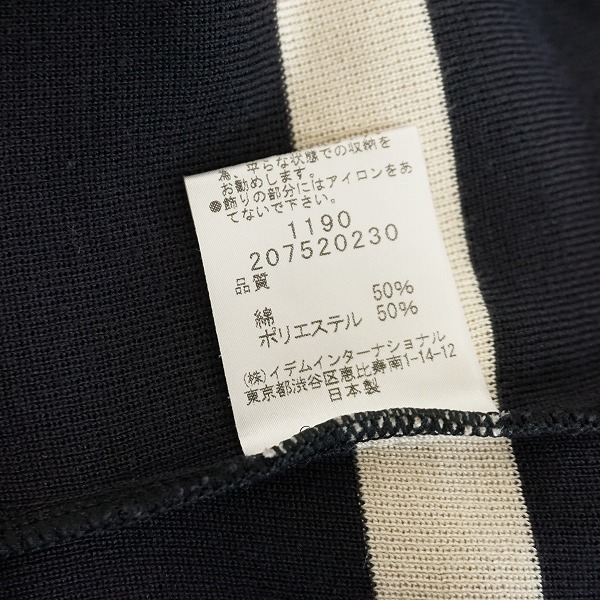 為、平らな状態での収納を
お勧めします。
●飾りの部分にはアイロンをあ
てないで下さい。
1190
207520230
品質
綿 50%
ポリエステル 50%
(株)イデムインターナショナル
東京都渋谷区恵比寿南1-14-12
日本製